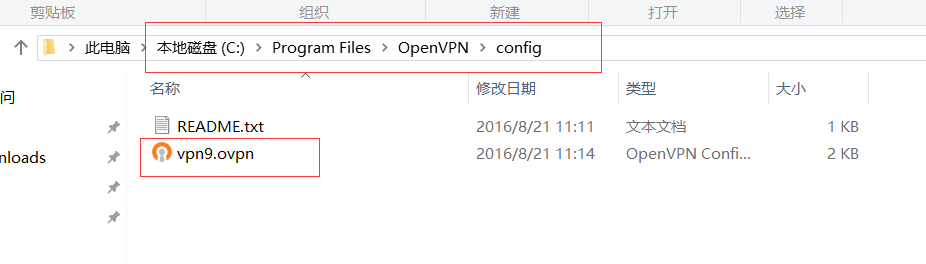 剪贴板 组织 新建 打开 选择
此电脑 本地磁盘 (C:) Program Files OpenVPN config
名称 修改日期 类型 大小
问
README.txt 2016/8/21 11:11 文本文档 1 KB
nloads vpn9.ovpn 2016/8/21 11:14 OpenVPN Confi... 2 KB